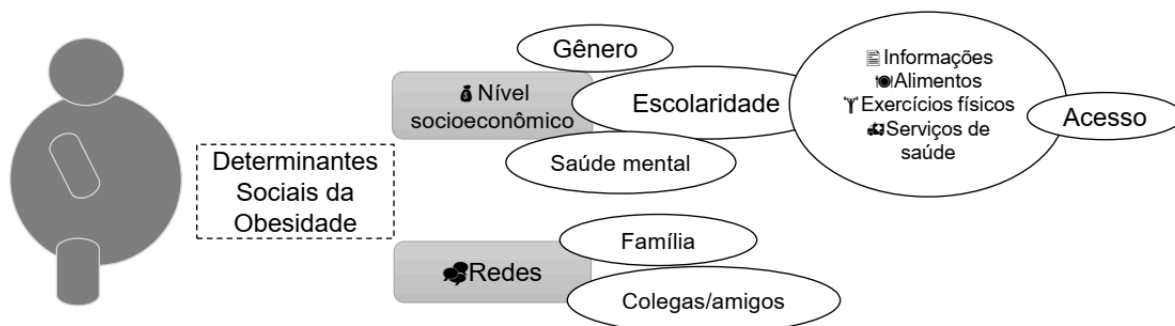 Determinantes
Sociais da
Obesidade
Nível
socioeconômico
Gênero
Escolaridade
Saúde mental
Informações
Alimentos
Exercícios físicos
Serviços de
saúde
Acesso
Redes
Família
Colegas/amigos